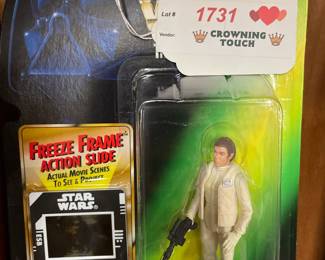 Lot #
1731
Vendor:
CROWNING
TOUCH
FREEZE FRAME
ACTION SLIDE
ACTUAL MOVIE SCENES
STAR
WARS